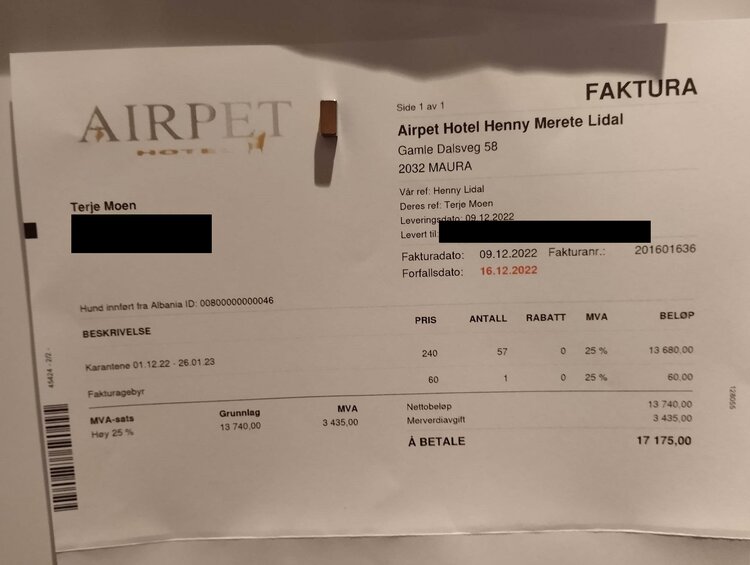 AIRPET
HOTEL
Side 1 av 1
FAKTURA
Airpet Hotel Henny Merete Lidal
Gamle Dalsveg 58
2032 MAURA
Terje Moen
Vår ref: Henny Lidal
Deres ref: Terje Moen
Leveringsdato: 09.12.2022
Levert til:
Fakturadato: 09.12.2022 Fakturanr.: 201601636
Forfallsdato: 16.12.2022
Hund innført fra Albania ID: 00800000000046
BESKRIVELSE PRIS ANTALL RABATT MVA BELØP
Karantene 01.12.22 - 26.01.23 240 57 0 25 % 13 680,00
Fakturagebyr 60 1 0 25 % 60,00
MVA-sats Grunnlag MVA
Høy 25 % 13 740,00 3 435,00
Nettobeløp 13 740,00
Merverdiavgift 3 435,00
Å BETALE 17 175,00
45424 - 2/2 -
128055